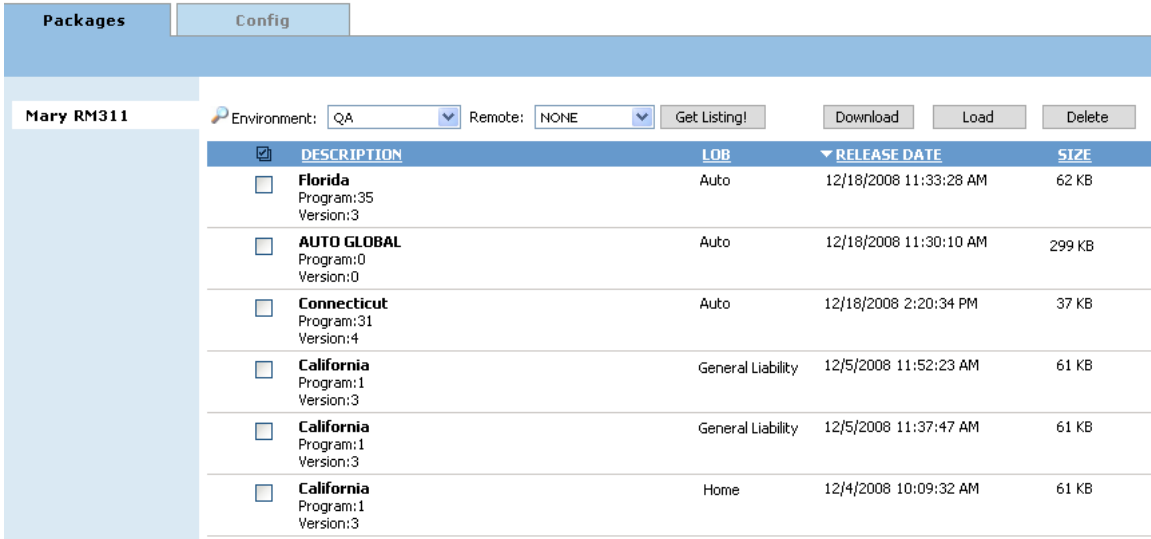 Packages Config
Mary RM311
Environment: QA Remote: NONE Get Listing! Download Load Delete
DESCRIPTION LOB RELEASE DATE SIZE
Florida Auto 12/18/2008 11:33:28 AM 62 KB
Program:35
Version:3
AUTO GLOBAL Auto 12/18/2008 11:30:10 AM 299 KB
Program:0
Version:0
Connecticut Auto 12/18/2008 2:20:34 PM 37 KB
Program:31
Version:4
California General Liability 12/5/2008 11:52:23 AM 61 KB
Program:1
Version:3
California General Liability 12/5/2008 11:37:47 AM 61 KB
Program:1
Version:3
California Home 12/4/2008 10:09:32 AM 61 KB
Program:1
Version:3